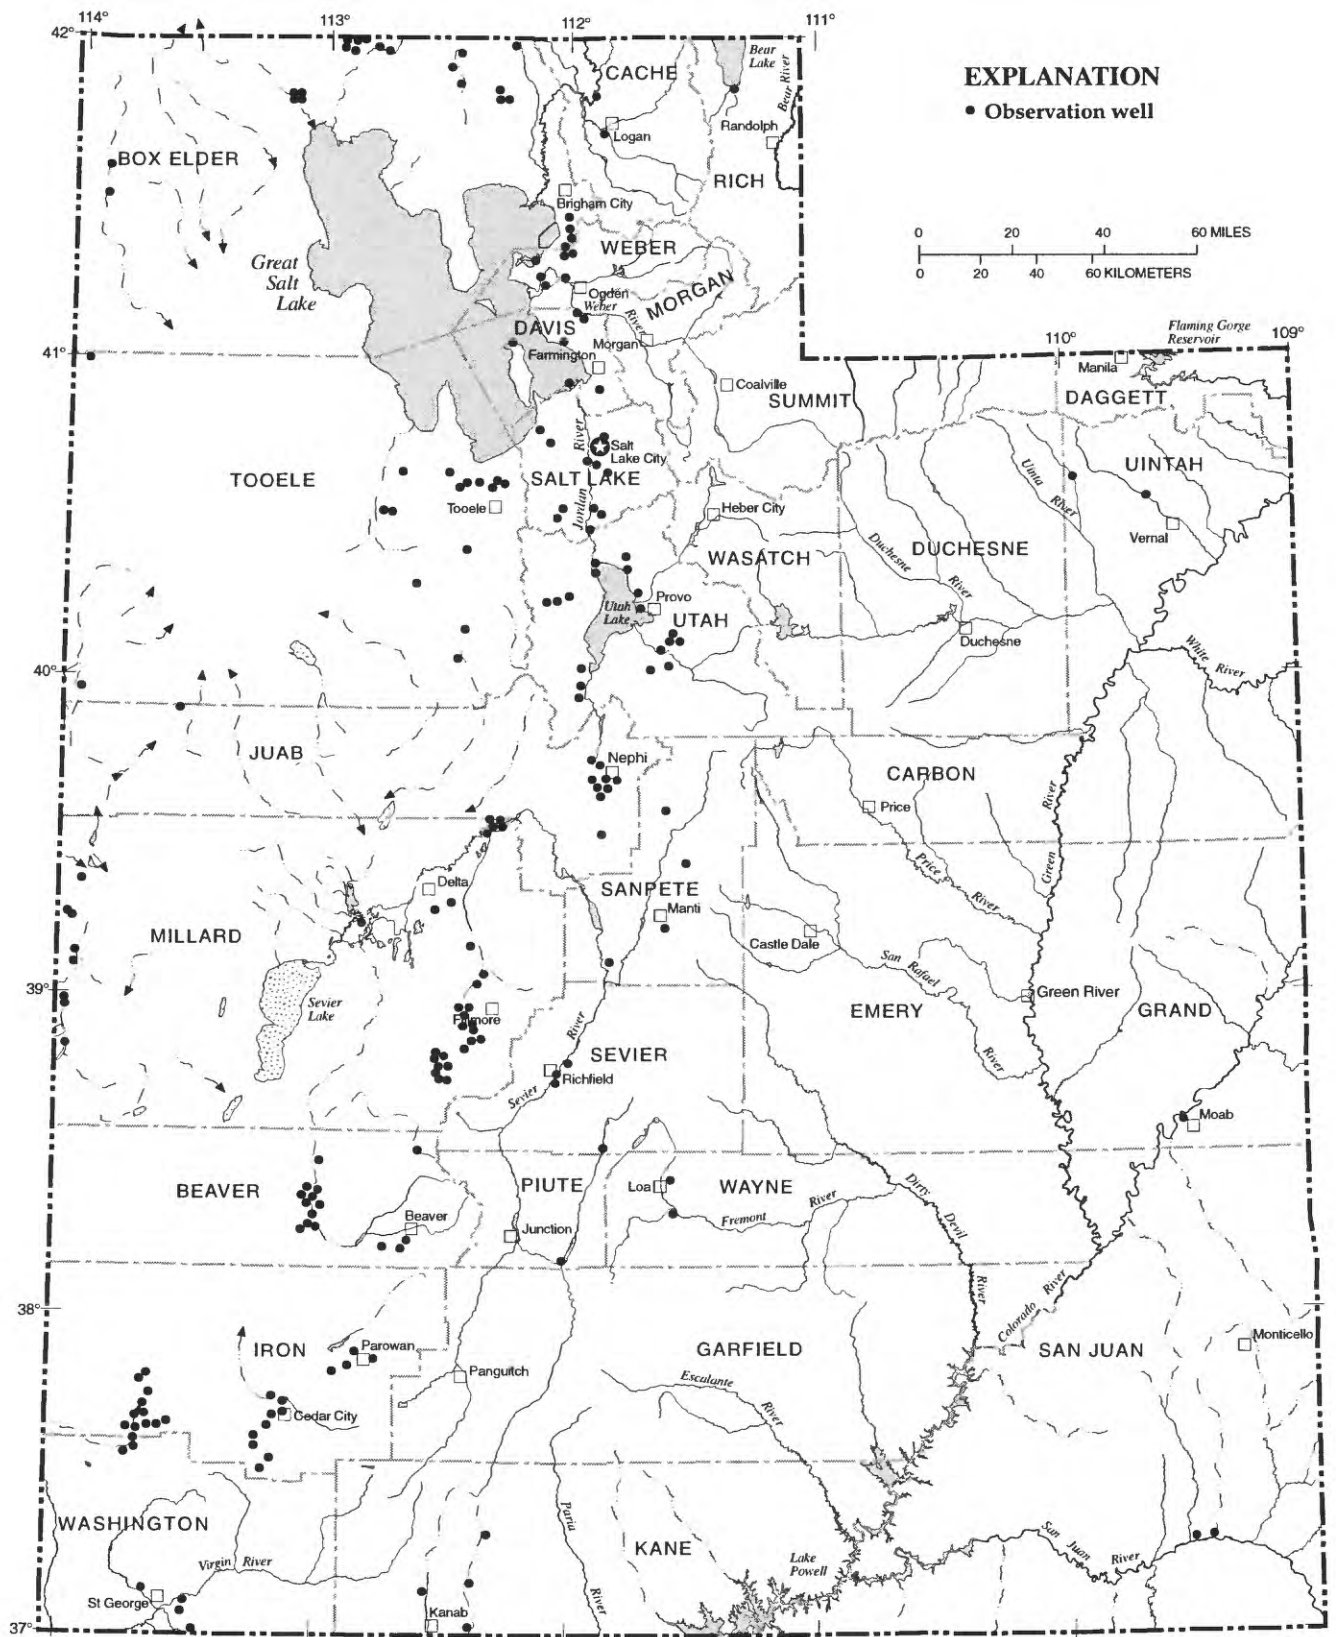 114°
113°
112°
111°
42°
EXPLANATION
Observation well
0 20 40 60 MILES
0 20 40 60 KILOMETERS
CACHE
Bear
Lake
Bear River
Logan
Randolph
BOX ELDER
RICH
Brigham City
WEBER
Great
Salt
Lake
Ogden
Weber
River
MORGAN
DAVIS
Farmington
Morgan
41°
110°
109°
Flaming Gorge
Reservoir
Manila
DAGGETT
Coalville
SUMMIT
River
Salt
Lake City
TOOELE
SALT LAKE
Jordan
Tooele
Uinta
River
UINTAH
Vernal
Heber City
WASATCH
Duchesne
River
DUCHESNE
Duchesne
Utah
Lake
Provo
UTAH
White
River
40°
JUAB
Nephi
CARBON
Price
Price
River
Green
River
Delta
SANPETE
Manti
Castle Dale
MILLARD
San Rafael
River
39°
Sevier
Lake
Fillmore
River
Sevier
SEVIER
Richfield
EMERY
Green River
GRAND
Moab
BEAVER
Beaver
PIUTE
Junction
Loa
WAYNE
Fremont
River
Dirty
Devil
River
38°
Colorado
River
IRON
Parowan
Panguitch
Cedar City
GARFIELD
Escalante
River
SAN JUAN
Monticello
WASHINGTON
Virgin River
St George
Paria
River
KANE
Kanab
Lake
Powell
San
Juan
River
37°